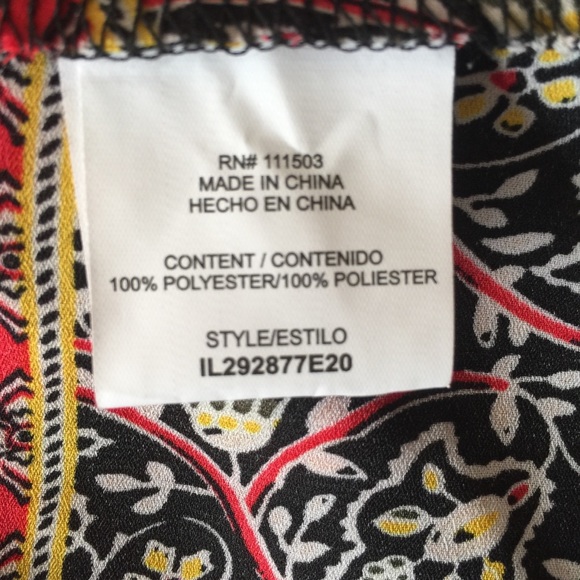 RN# 111503
MADE IN CHINA
HECHO EN CHINA
CONTENT / CONTENIDO
100% POLYESTER/100% POLIESTER
STYLE/ESTILO
IL292877E20